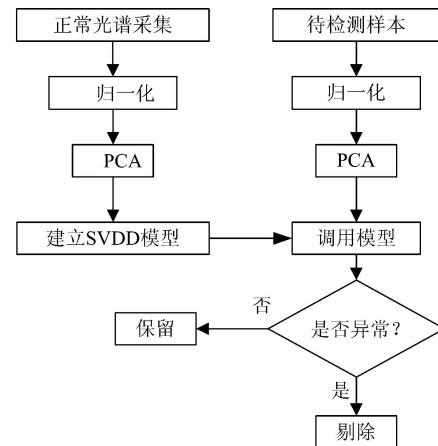 正常光谱采集
待检测样本
归一化
归一化
PCA
PCA
建立SVDD模型
调用模型
否
保留
是否异常?
是
剔除